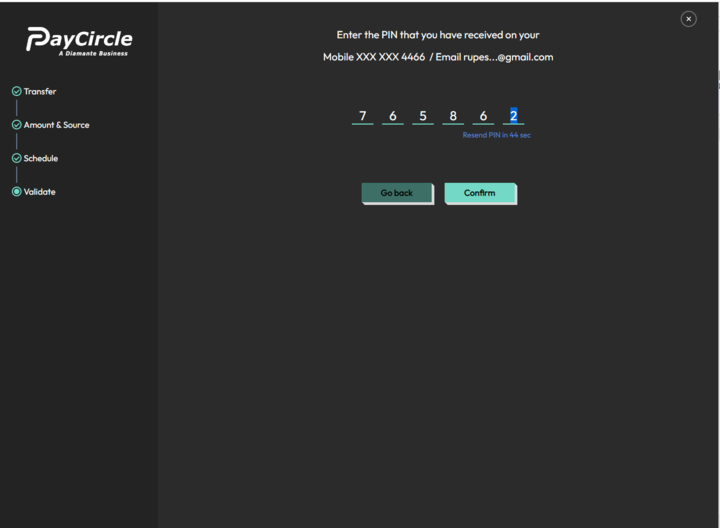 PayCircle
A Diamante Business
Transfer
Amount & Source
Schedule
Validate
Enter the PIN that you have received on your
Mobile XXX XXX 4466 / Email rupes...@gmail.com
7 6 5 8 6 2
Resend PIN in 44 sec
Go back Confirm